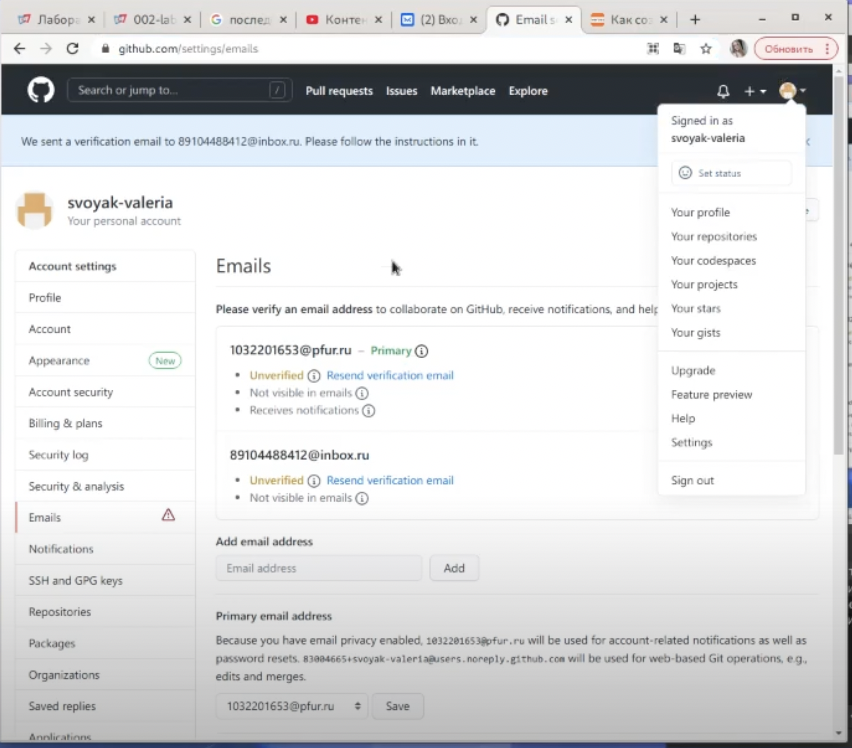 Лабора
002-lab
послед
Контен
(2) Вхо
Email s
Как со
github.com/settings/emails
Обновить
Search or jump to...
/
Pull requests
Issues
Marketplace
Explore
We sent a verification email to 89104488412@inbox.ru. Please follow the instructions in it.
Signed in as
svoyak-valeria
Set status
Your profile
Your repositories
Your codespaces
Your projects
Your stars
Your gists
Upgrade
Feature preview
Help
Settings
Sign out
svoyak-valeria
Your personal account
Account settings
Profile
Account
Appearance New
Account security
Billing & plans
Security log
Security & analysis
Emails
Notifications
SSH and GPG keys
Repositories
Packages
Organizations
Saved replies
Applications
Emails
Please verify an email address to collaborate on GitHub, receive notifications, and help
1032201653@pfur.ru – Primary
Unverified Resend verification email
Not visible in emails
Receives notifications
89104488412@inbox.ru
Unverified Resend verification email
Not visible in emails
Add email address
Email address
Add
Primary email address
Because you have email privacy enabled, 1032201653@pfur.ru will be used for account-related notifications as well as
password resets. 83004665+svoyak-valeria@users.noreply.github.com will be used for web-based Git operations, e.g.,
edits and merges.
1032201653@pfur.ru
Save